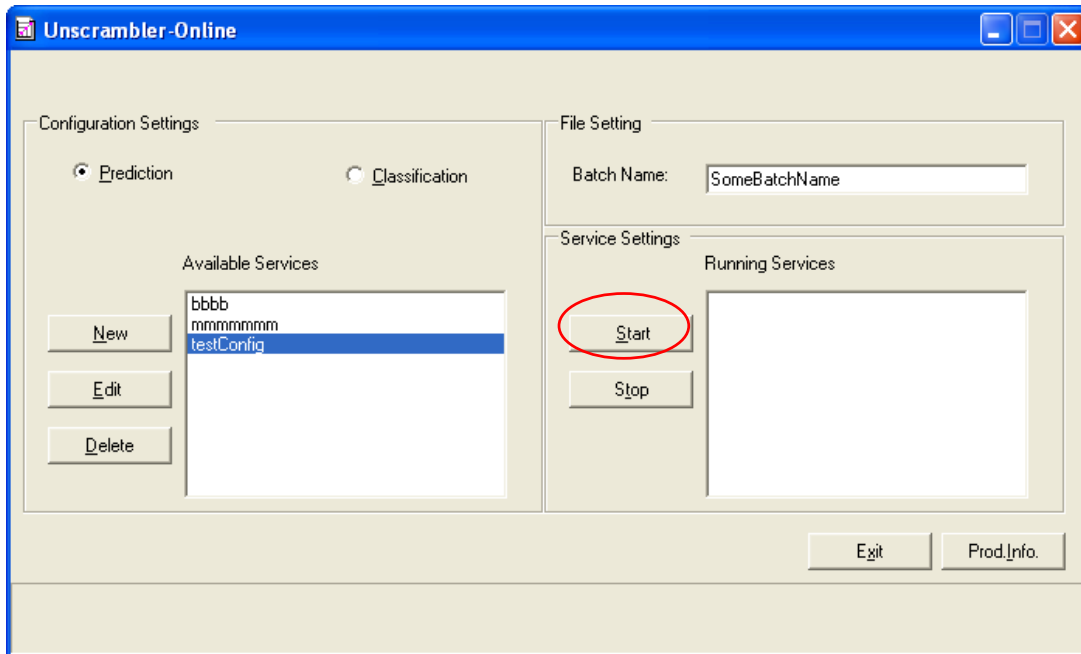 Unscrambler-Online
Configuration Settings
Prediction
Classification
Available Services
bbbb
mmmmmmm
testConfig
New
Edit
Delete
File Setting
Batch Name:
SomeBatchName
Service Settings
Running Services
Start
Stop
Exit
Prod.Info.